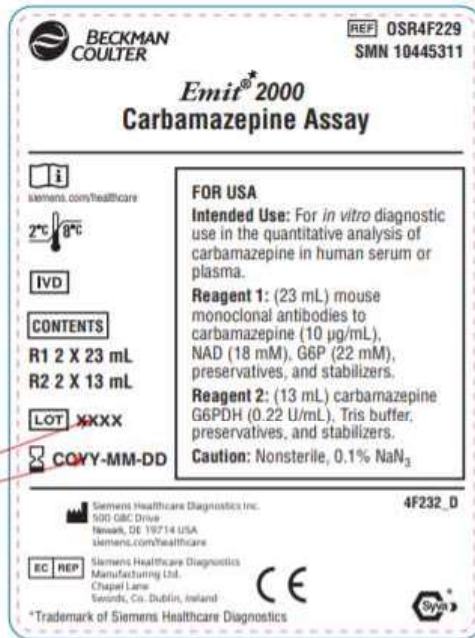 BECKMAN
COULTER
REF OSR4F229
SMN 10445311
Emit®*2000
Carbamazepine Assay
i
siemens.com/healthcare
2°C 8°C
IVD
CONTENTS
R1 2 X 23 mL
R2 2 X 13 mL
LOT XXXX
CCYY-MM-DD
FOR USA
Intended Use: For in vitro diagnostic
use in the quantitative analysis of
carbamazepine in human serum or
plasma.
Reagent 1: (23 mL) mouse
monoclonal antibodies to
carbamazepine (10 µg/mL),
NAD (18 mM), G6P (22 mM),
preservatives, and stabilizers.
Reagent 2: (13 mL) carbamazepine
G6PDH (0.22 U/mL), Tris buffer,
preservatives, and stabilizers.
Caution: Nonsterile, 0.1% NaN₃
Siemens Healthcare Diagnostics Inc.
500 GBC Drive
Newark, DE 19714 USA
siemens.com/healthcare
4F232_D
EC REP
Siemens Healthcare Diagnostics
Manufacturing Ltd.
Chapel Lane
Swords, Co. Dublin, Ireland
CE
Syva
*Trademark of Siemens Healthcare Diagnostics